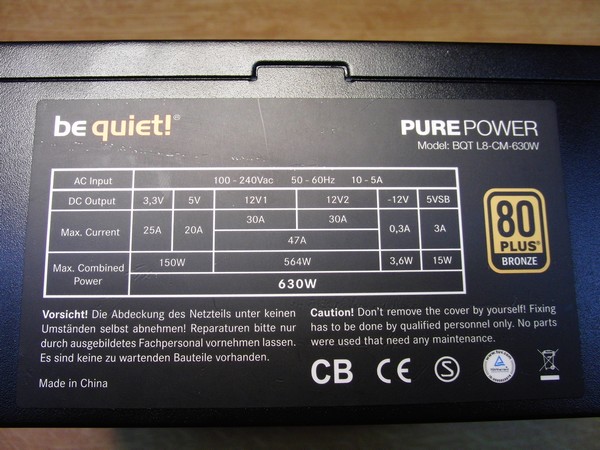 be quiet!®
PURE POWER
Model: BQT L8-CM-630W
AC Input 100 - 240Vac 50 - 60Hz 10 - 5A
DC Output 3,3V 5V 12V1 12V2 -12V 5VSB
Max. Current 25A 20A 30A 30A 0,3A 3A
47A
Max. Combined Power 150W 564W 3,6W 15W
630W
80
PLUS®
BRONZE
Vorsicht! Die Abdeckung des Netzteils unter keinen
Umständen selbst abnehmen! Reparaturen bitte nur
durch ausgebildetes Fachpersonal vornehmen lassen.
Es sind keine zu wartenden Bauteile vorhanden.
Caution! Don't remove the cover by yourself! Fixing
has to be done by qualified personnel only. No parts
were used that need any maintenance.
Made in China
CB CE S